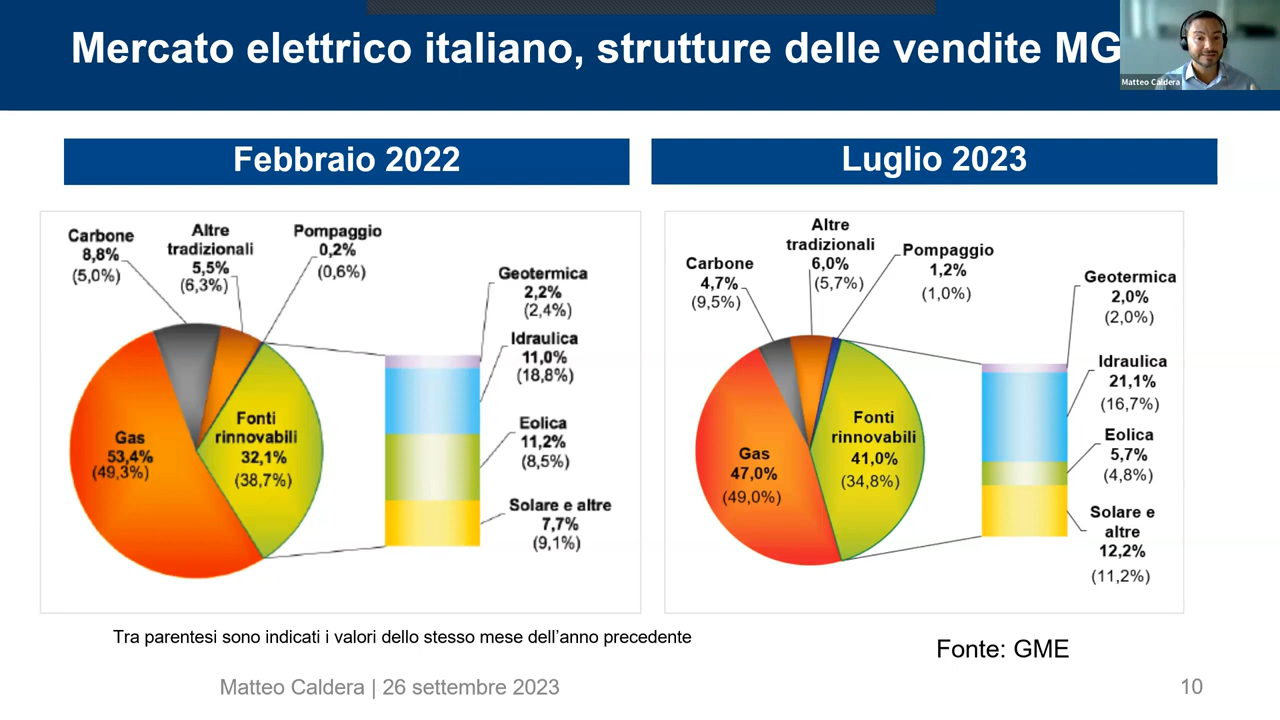 Mercato elettrico italiano, strutture delle vendite MG
Matteo Caldera
Febbraio 2022
Luglio 2023
Carbone
8,8%
(5,0%)
Altre
tradizionali
5,5%
(6,3%)
Pompaggio
0,2%
(0,6%)
Geotermica
2,2%
(2,4%)
Idraulica
11,0%
(18,8%)
Eolica
11,2%
(8,5%)
Solare e altre
7,7%
(9,1%)
Gas
53,4%
(49,3%)
Fonti
rinnovabili
32,1%
(38,7%)
Carbone
4,7%
(9,5%)
Altre
tradizionali
6,0%
(5,7%)
Pompaggio
1,2%
(1,0%)
Geotermica
2,0%
(2,0%)
Idraulica
21,1%
(16,7%)
Eolica
5,7%
(4,8%)
Solare e
altre
12,2%
(11,2%)
Gas
47,0%
(49,0%)
Fonti
rinnovabili
41,0%
(34,8%)
Tra parentesi sono indicati i valori dello stesso mese dell'anno precedente
Fonte: GME
Matteo Caldera | 26 settembre 2023
10